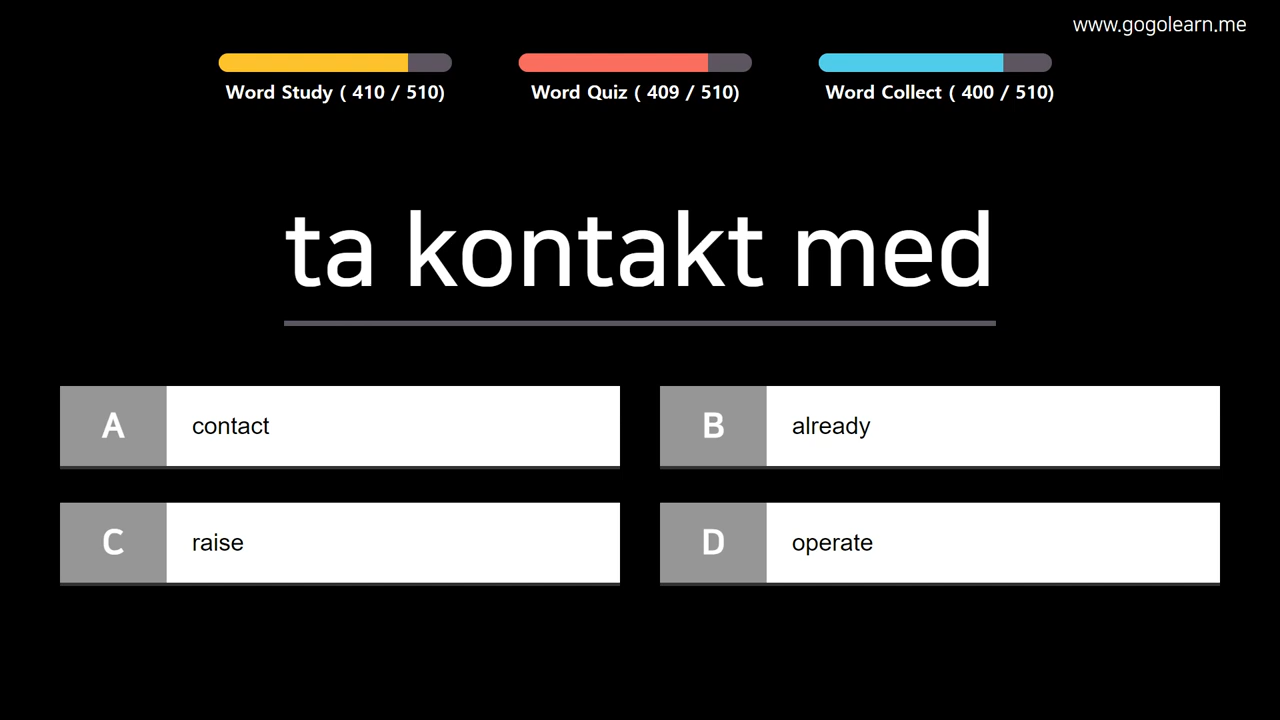 www.gogolearn.me
Word Study ( 410 / 510)
Word Quiz ( 409 / 510)
Word Collect ( 400 / 510)
ta kontakt med
A contact
B already
C raise
D operate